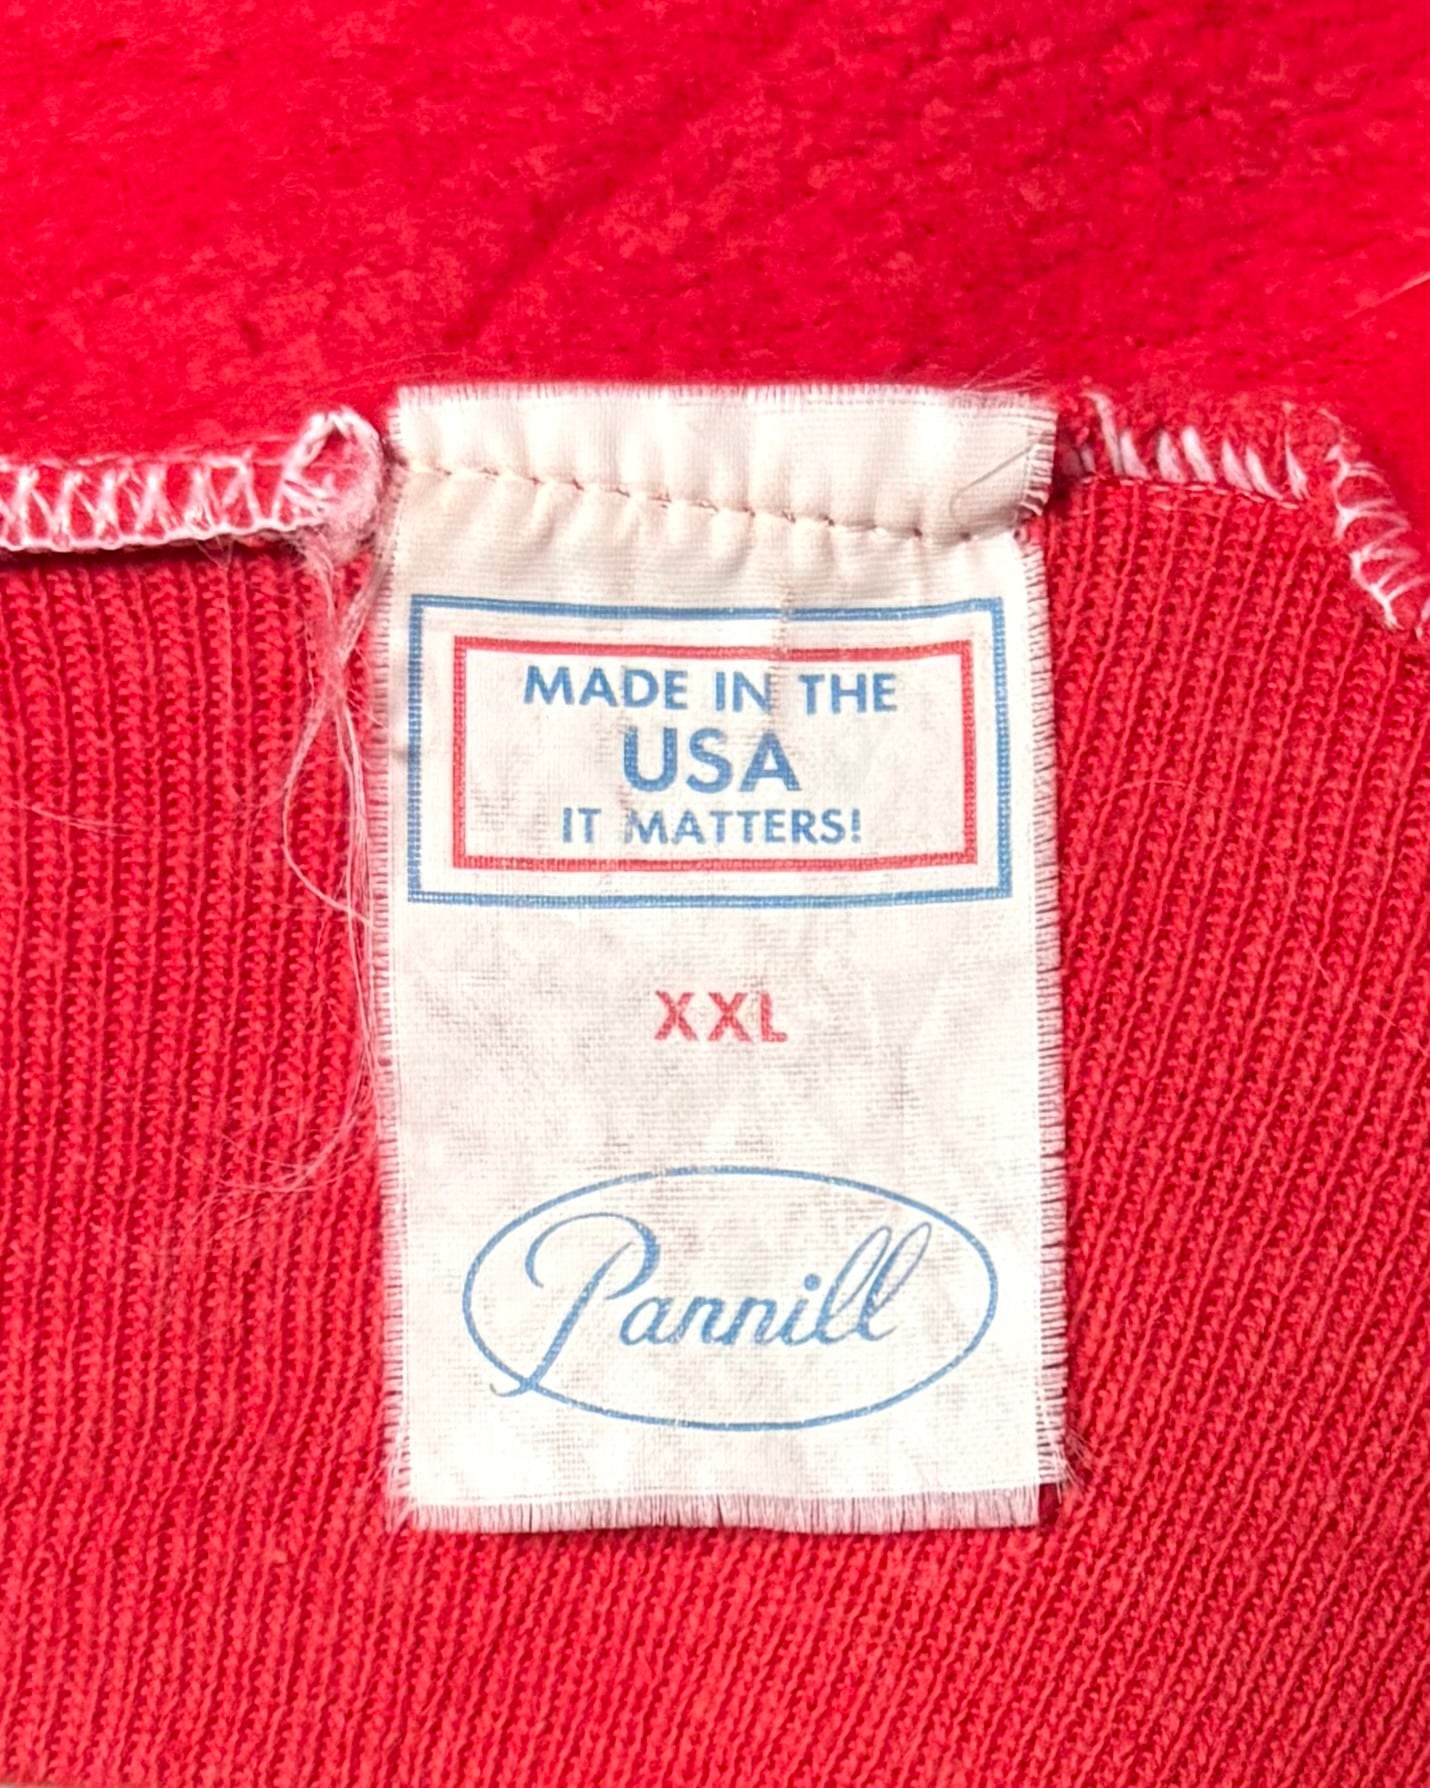 MADE IN THE
USA
IT MATTERS!
XXL
Pannill